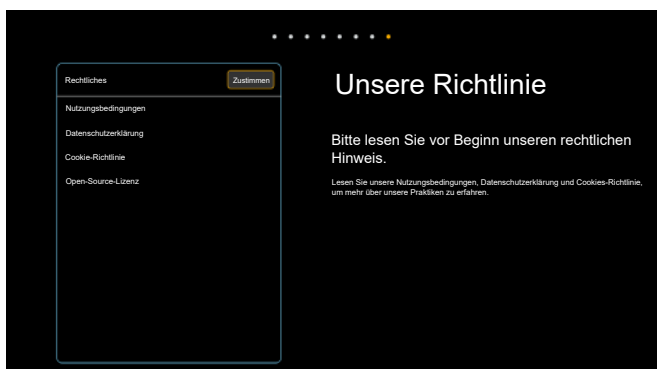 Rechtliches
Zustimmen
Nutzungsbedingungen
Datenschutzerklärung
Cookie-Richtlinie
Open-Source-Lizenz
Unsere Richtlinie
Bitte lesen Sie vor Beginn unseren rechtlichen
Hinweis.
Lesen Sie unsere Nutzungsbedingungen, Datenschutzerklärung und Cookies-Richtlinie,
um mehr über unsere Praktiken zu erfahren.